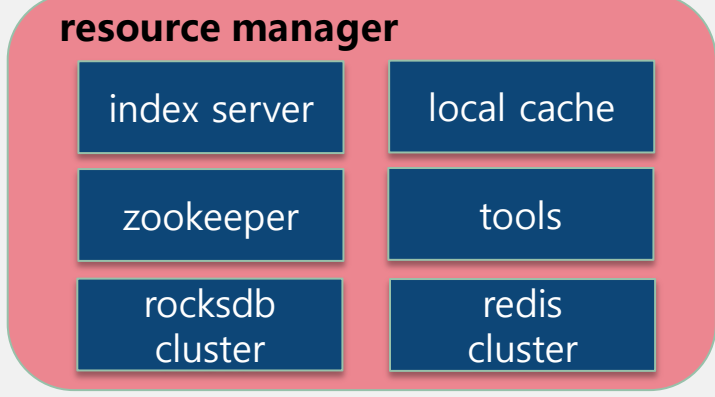 resource manager
index server
local cache
zookeeper
tools
rocksdb
cluster
redis
cluster